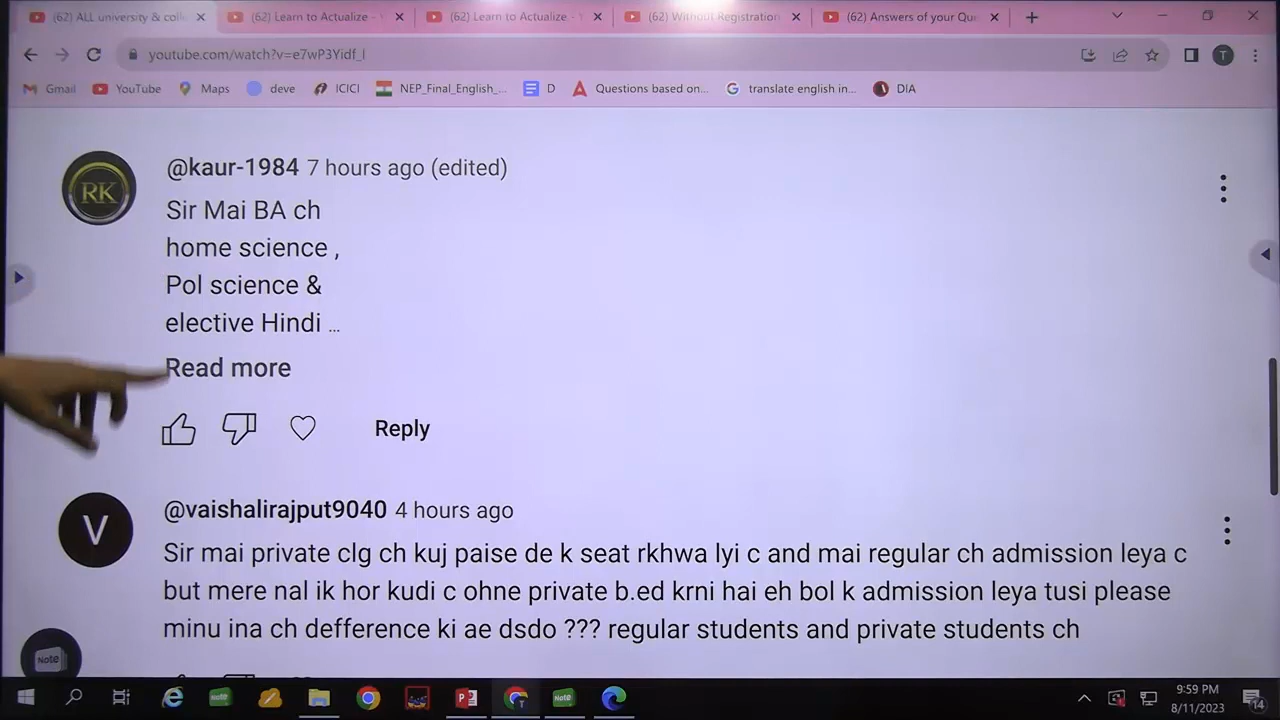 (62) ALL university & coll
(62) Learn to Actualize -
(62) Learn to Actualize -
(62) Without Registration
(62) Answers of your Que
youtube.com/watch?v=e7wP3Yidf_I
T
Gmail
YouTube
Maps
deve
ICICI
NEP_Final_English_...
D
Questions based on...
translate english in...
DIA
RK
@kaur-1984 7 hours ago (edited)
Sir Mai BA ch
home science ,
Pol science &
elective Hindi ...
Read more
Reply
V
@vaishalirajput9040 4 hours ago
Sir mai private clg ch kuj paise de k seat rkhwa lyi c and mai regular ch admission leya c
but mere nal ik hor kudi c ohne private b.ed krni hai eh bol k admission leya tusi please
minu ina ch defference ki ae dsdo ??? regular students and private students ch
Note
Note
Note
9:59 PM
8/11/2023
14